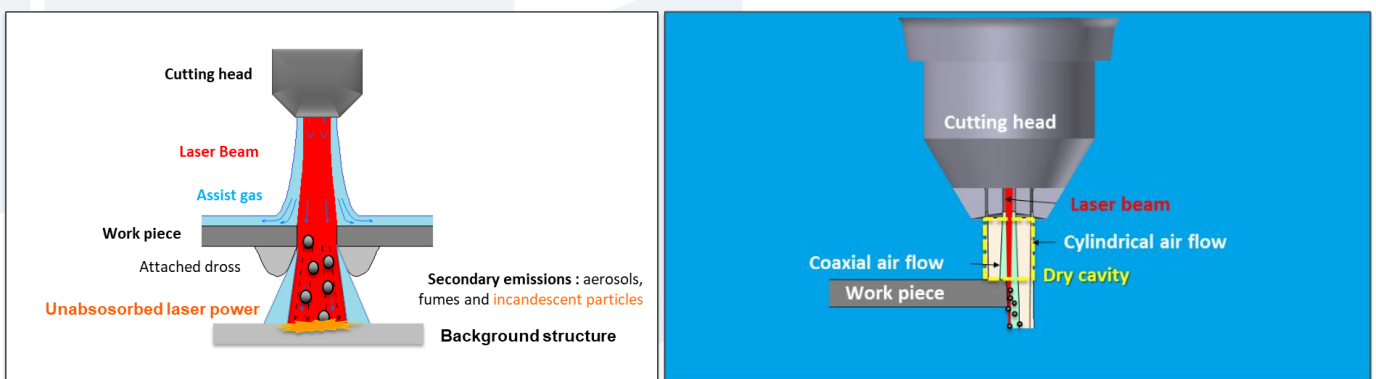 Cutting head
Laser Beam
Assist gas
Work piece
Attached dross
Secondary emissions : aerosols,
fumes and incandescent particles
Unabsosorbed laser power
Background structure
Cutting head
Laser beam
Cylindrical air flow
Coaxial air flow
Dry cavity
Work piece